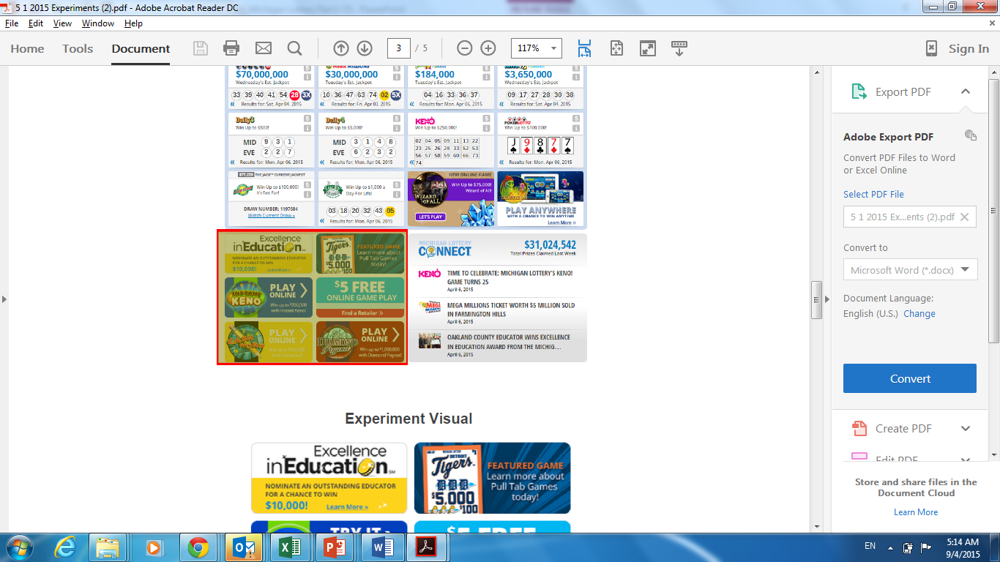 5 1 2015 Experiments (2).pdf - Adobe Acrobat Reader DC
File Edit View Window Help
Home Tools Document 3 / 5 117% Sign In
$70,000,000 $30,000,000 $184,000 $3,650,000
Wednesday's Est. Jackpot Tuesday's Est. Jackpot Tuesday's Est. Jackpot Wednesday's Est. Jackpot
33 39 40 41 54 28 3X 10 36 47 63 74 02 5X 04 16 33 36 37 09 17 27 28 30 38
« Results for: Sat. Apr 04, 2015 « Results for: Fri. Apr 03, 2015 « Results for: Mon. Apr 06, 2015 « Results for: Sat. Apr 04, 2015
Daily3 Daily4 KENO POKERLOTTO
Win Up to $500! Win Up to $5,000! Win Up to $250,000! Win Up to $100,000!
MID 9 3 1 MID 3 1 4 8 02 04 05 09 11 13 22
23 25 26 28 33 52 53
EVE 2 2 7 EVE 6 2 3 2 56 57 58 59 60 66 73
74
J 9 8 7 7
« Results for: Mon. Apr 06, 2015 « Results for: Mon. Apr 06, 2015 « « Results for: Mon. Apr 06, 2015
THE JACK™ CURRENT JACKPOT
Win Up to $100,000!
It's Fast Fun!
DRAW NUMBER: 1197684
Watch Current Draw »
Win Up to $1,000 a
Day For Life!
03 18 20 32 43 05
« Results for: Mon. Apr 06, 2015
NEW ONLINE GAME
Win Up to $75,000!
Wizard of All!
WIZARD
OF ALL
LET'S PLAY
PLAY ANYWHERE
WITH A CHANCE TO WIN ANYTIME
Learn More »
Excellence
in Education
NOMINATE AN OUTSTANDING EDUCATOR
FOR A CHANCE TO WIN
$10,000! Learn More »
Tigers
$5,000
FEATURED GAME
Learn more about
Pull Tab Games
today!
INSTANT
KENO
PLAY
ONLINE
Win up to $200,000
with Instant Keno!
$5 FREE
ONLINE GAME PLAY
Find a Retailer »
PLAY
ONLINE
DIAMOND
Payout
PLAY
ONLINE
Win up to $1,000,000
with Diamond Payout!
MICHIGAN LOTTERY
CONNECT
$31,024,542
Total Prizes Claimed Last Week
KENO
TIME TO CELEBRATE: MICHIGAN LOTTERY'S KENO!
GAME TURNS 25
April 6, 2015
MEGA MILLIONS TICKET WORTH $5 MILLION SOLD
IN FARMINGTON HILLS
April 6, 2015
OAKLAND COUNTY EDUCATOR WINS EXCELLENCE
IN EDUCATION AWARD FROM THE MICHIG...
April 6, 2015
Experiment Visual
Excellence
in Education SM
NOMINATE AN OUTSTANDING EDUCATOR
FOR A CHANCE TO WIN
$10,000! Learn More »
DETROIT
Tigers
$5,000
$100
FEATURED GAME
Learn more about
Pull Tab Games
today!
TRY IT
$5 FREE
Export PDF
Adobe Export PDF
Convert PDF Files to Word
or Excel Online
Select PDF File
5 1 2015 Ex...ents (2).pdf
Convert to
Microsoft Word (*.docx)
Document Language:
English (U.S.) Change
Convert
Create PDF
Edit PDF
Store and share files in the
Document Cloud
Learn More
EN
5:14 AM
9/4/2015